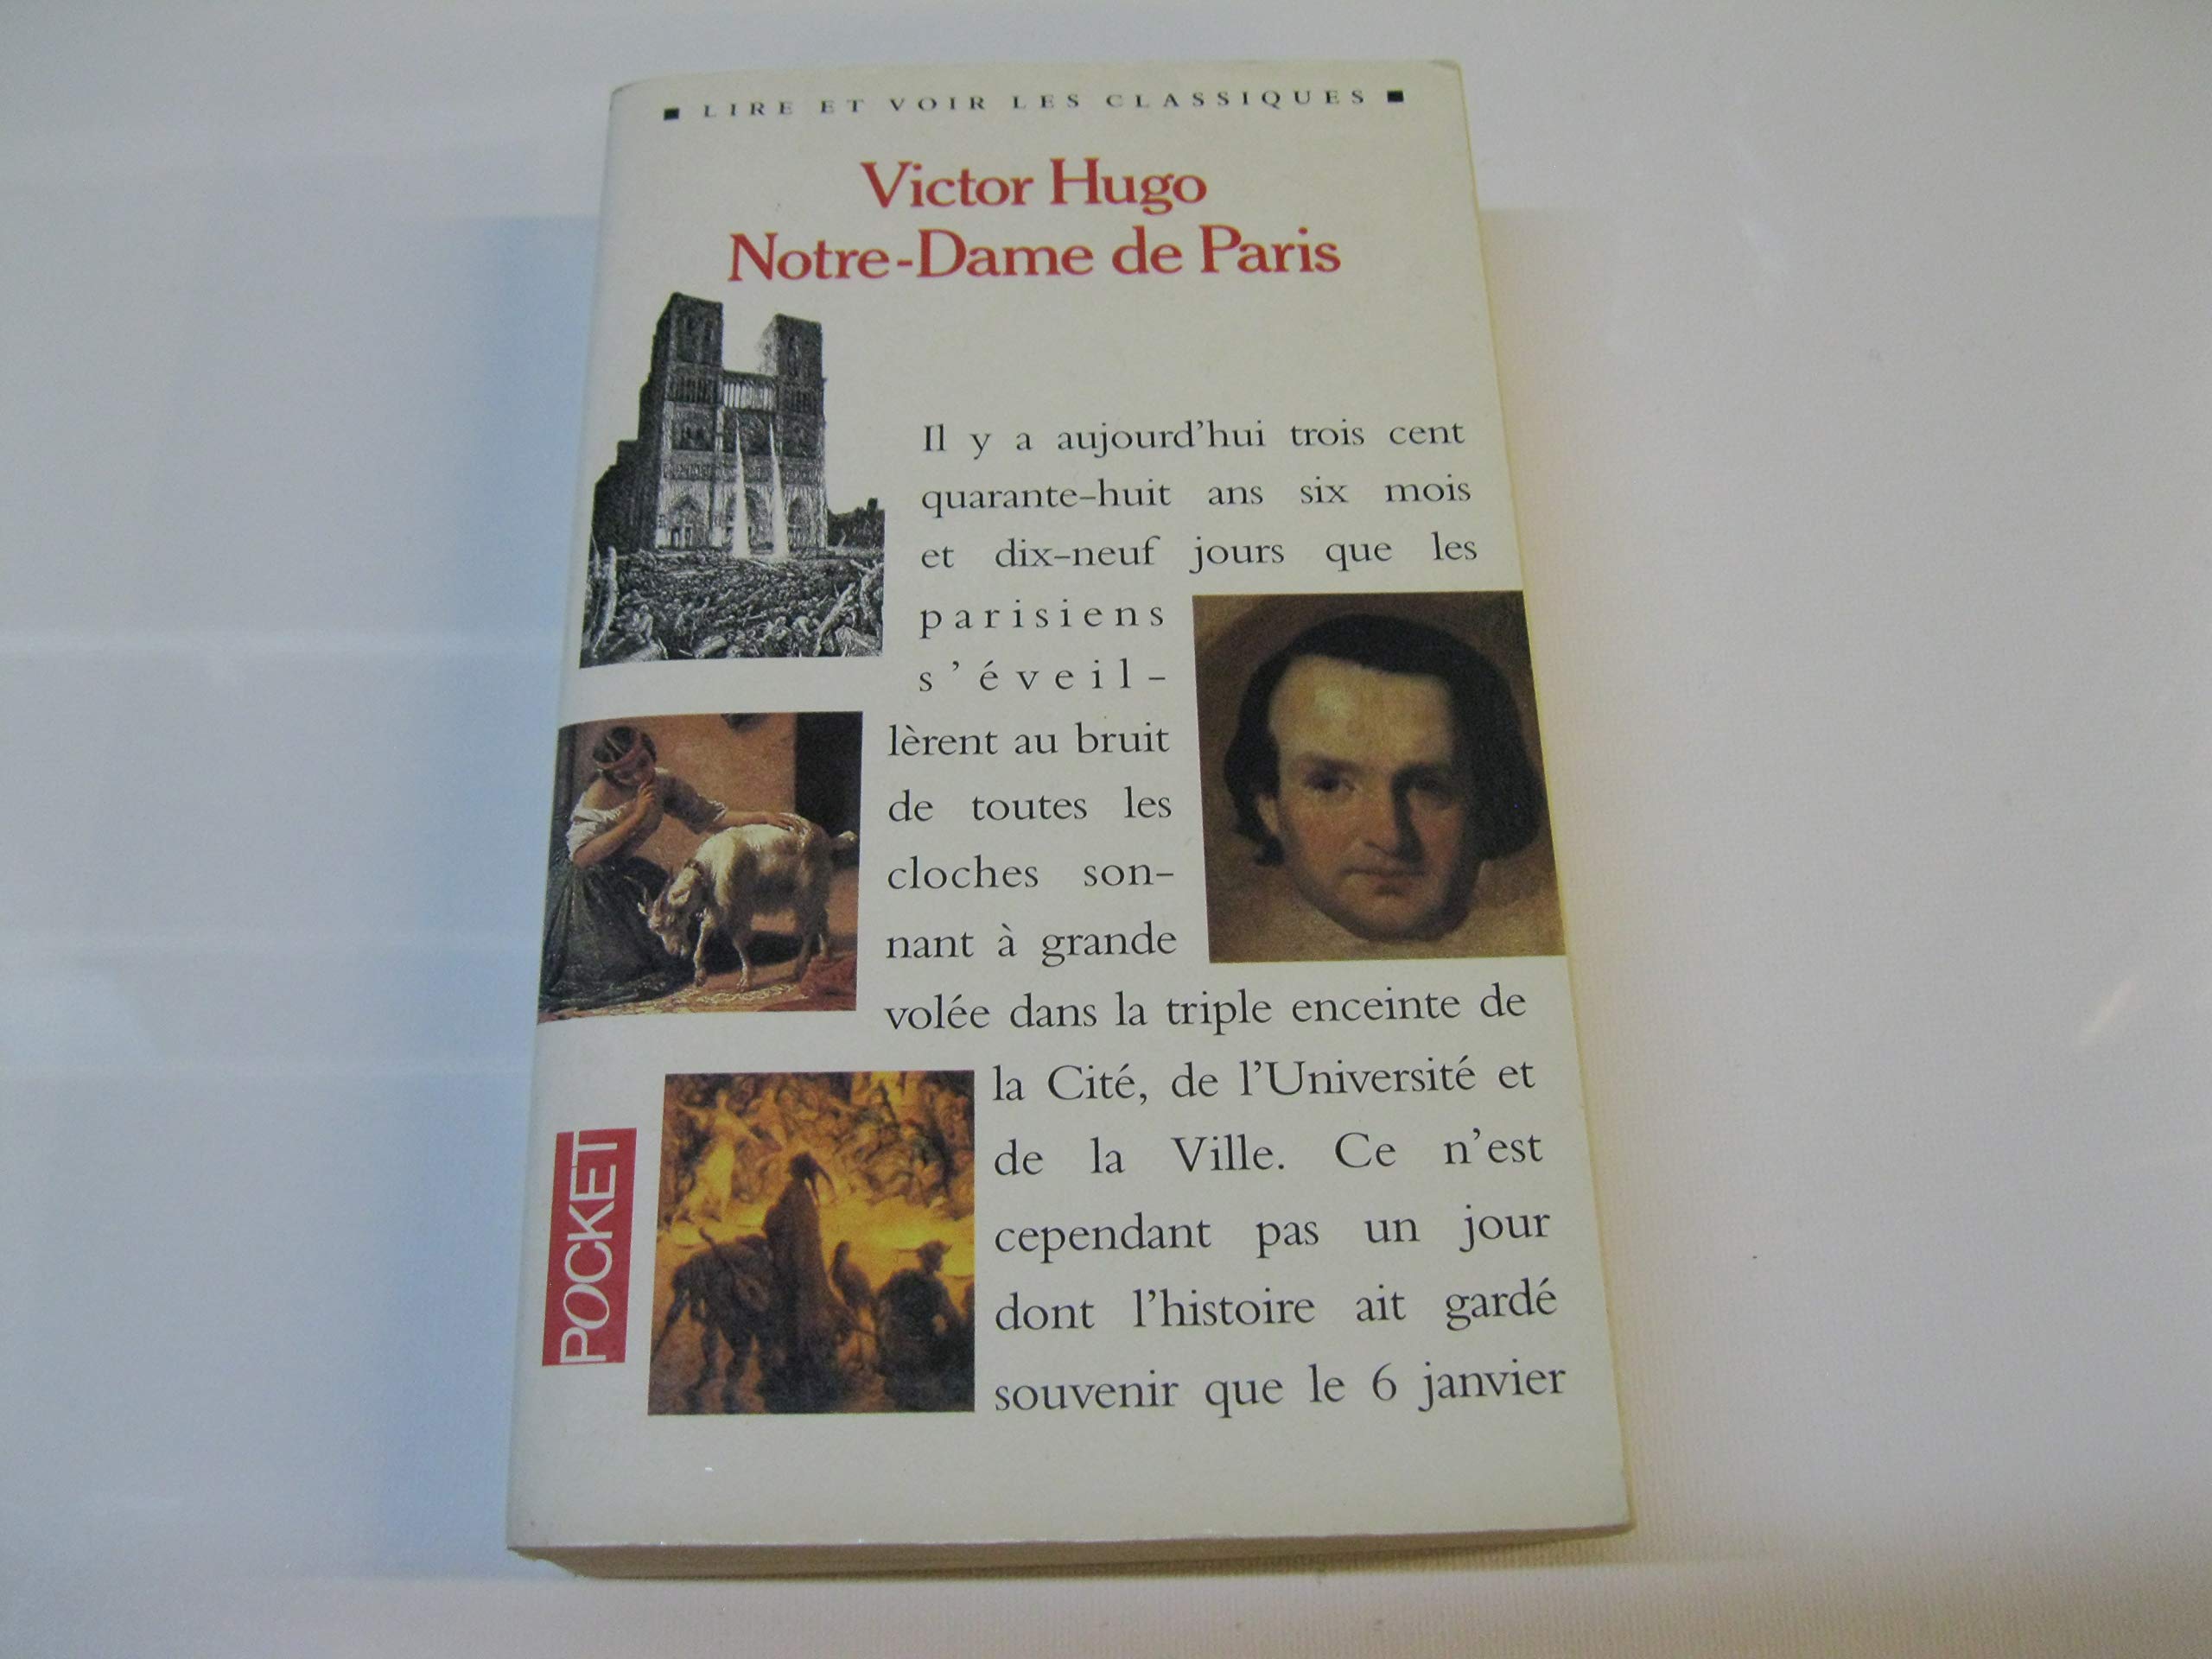 LIRE ET VOIR LES CLASSIQUES
Victor Hugo
Notre-Dame de Paris
Il y a aujourd'hui trois cent
quarante-huit ans six mois
et dix-neuf jours que les
parisiens
s'éveil-
lèrent au bruit
de toutes les
cloches son-
nant à grande
volée dans la triple enceinte de
la Cité, de l'Université et
de la Ville. Ce n'est
cependant pas un jour
dont l'histoire ait gardé
souvenir que le 6 janvier
POCKET